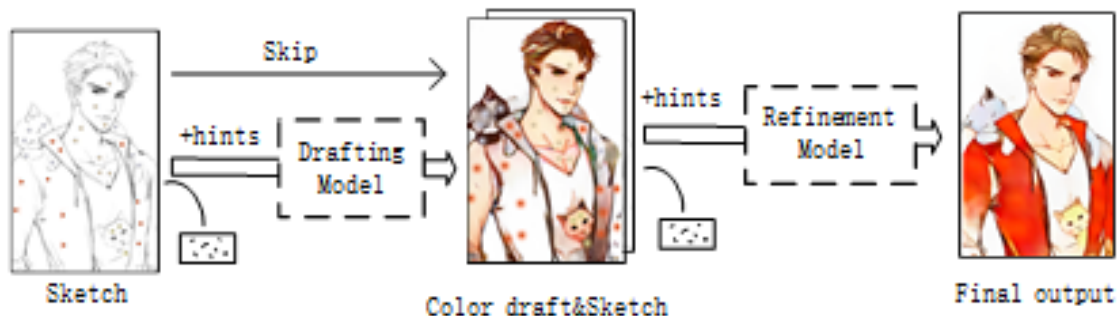 Skip
+hints
Drafting
Model
+hints
Refinement
Model
Sketch
Color draft&Sketch
Final output